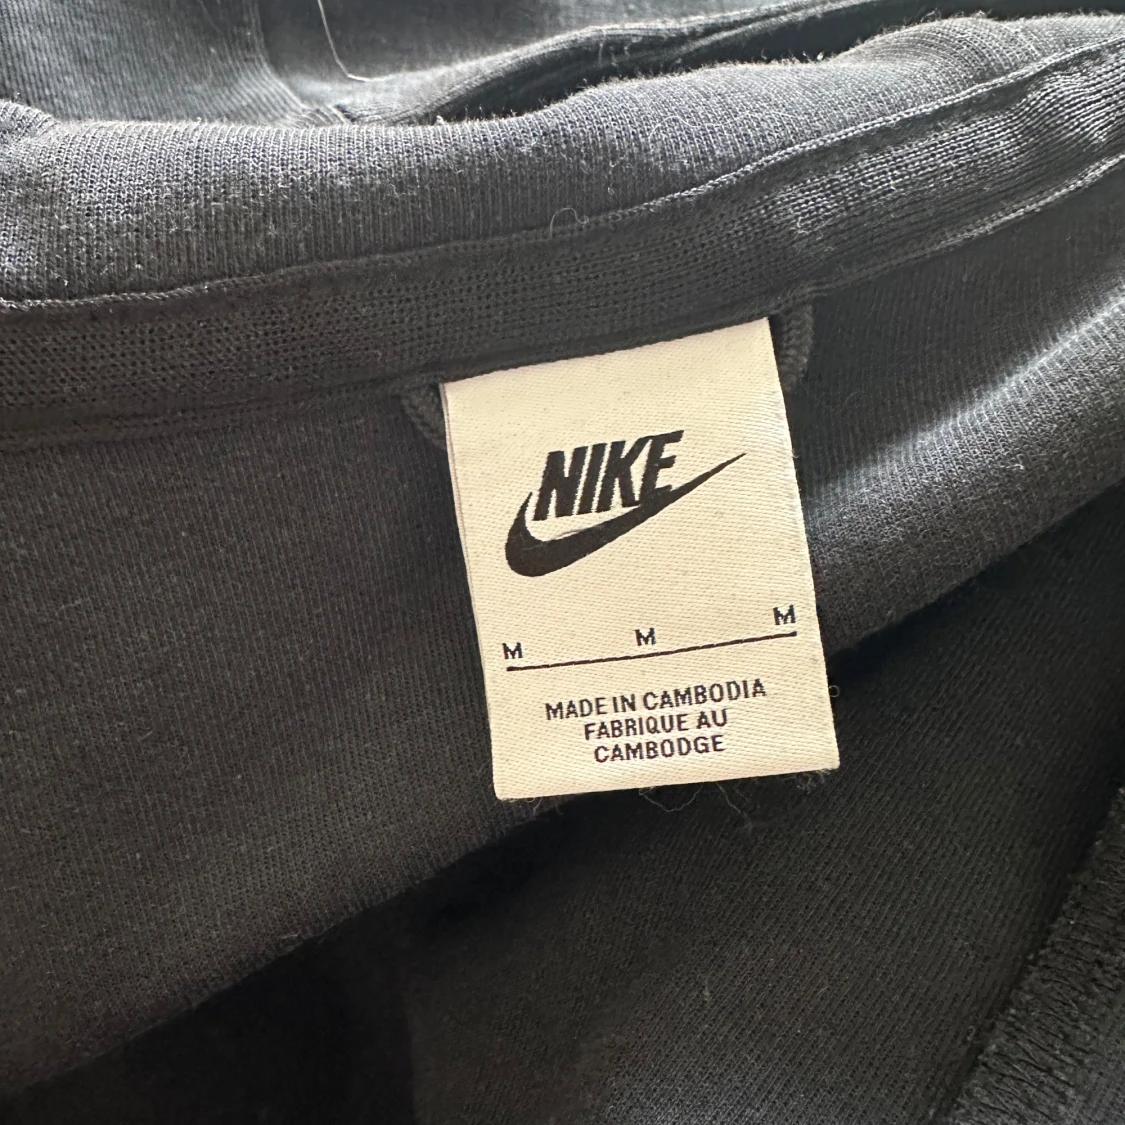 NIKE
M M M
MADE IN CAMBODIA
FABRIQUE AU
CAMBODGE